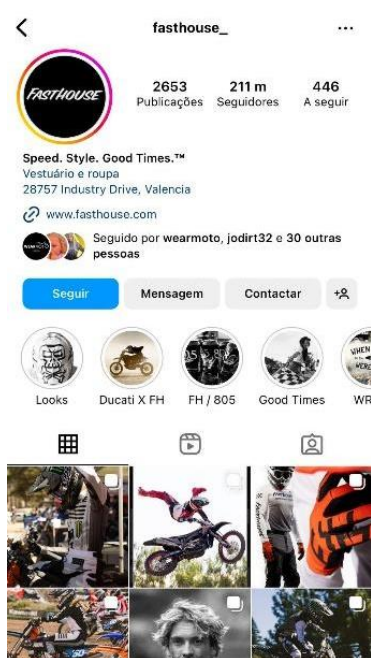 fasthouse_
FASTHOUSE
2653 211 m 446
Publicações Seguidores A seguir
Speed. Style. Good Times.™
Vestuário e roupa
28757 Industry Drive, Valencia
www.fasthouse.com
Seguido por wearmoto, jodirt32 e 30 outras
pessoas
Seguir Mensagem Contactar
Looks Ducati X FH FH / 805 Good Times WR